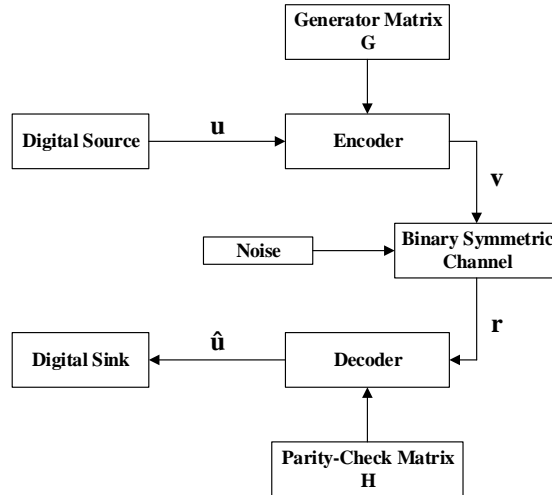 Generator Matrix
G
Digital Source
u
Encoder
v
Noise
Binary Symmetric
Channel
r
Digital Sink
û
Decoder
Parity-Check Matrix
H